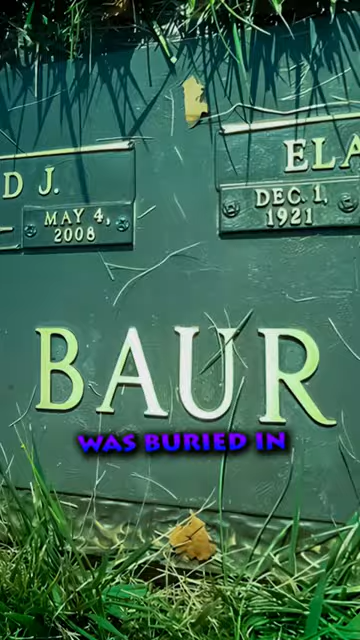 D J.
MAY 4,
2008
ELA
DEC. 1,
1921
BAUR
WAS BURIED IN